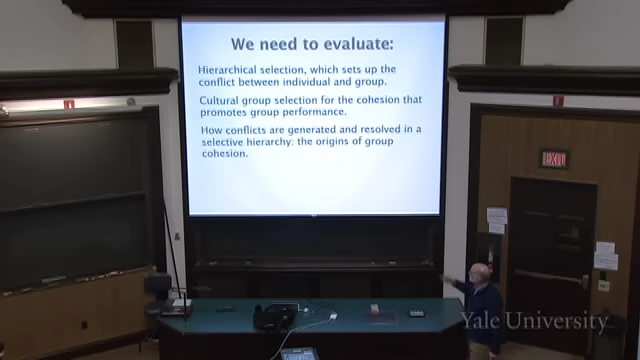 We need to evaluate:
Hierarchical selection, which sets up the
conflict between individual and group.
Cultural group selection for the cohesion that
promotes group performance.
How conflicts are generated and resolved in a
selective hierarchy: the origins of group
cohesion.
EXIT
Yale University